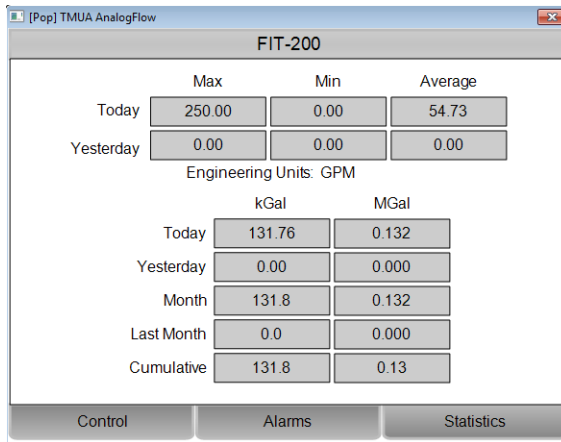 [Pop] TMUA AnalogFlow
FIT-200
Max Min Average
Today 250.00 0.00 54.73
Yesterday 0.00 0.00 0.00
Engineering Units: GPM
kGal MGal
Today 131.76 0.132
Yesterday 0.00 0.000
Month 131.8 0.132
Last Month 0.0 0.000
Cumulative 131.8 0.13
Control Alarms Statistics